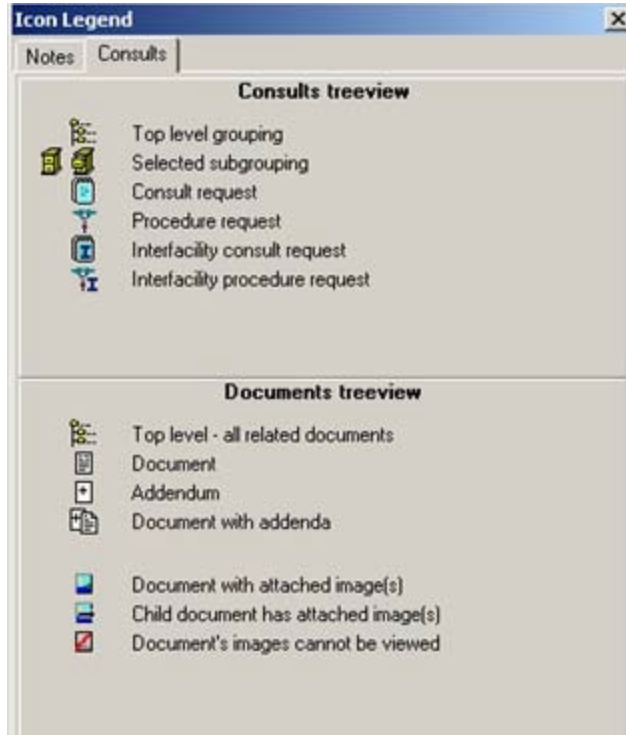 Icon Legend
Notes Consults
Consults treeview
Top level grouping
Selected subgrouping
Consult request
Procedure request
Interfacility consult request
Interfacility procedure request
Documents treeview
Top level - all related documents
Document
Addendum
Document with addenda
Document with attached image(s)
Child document has attached image(s)
Document's images cannot be viewed